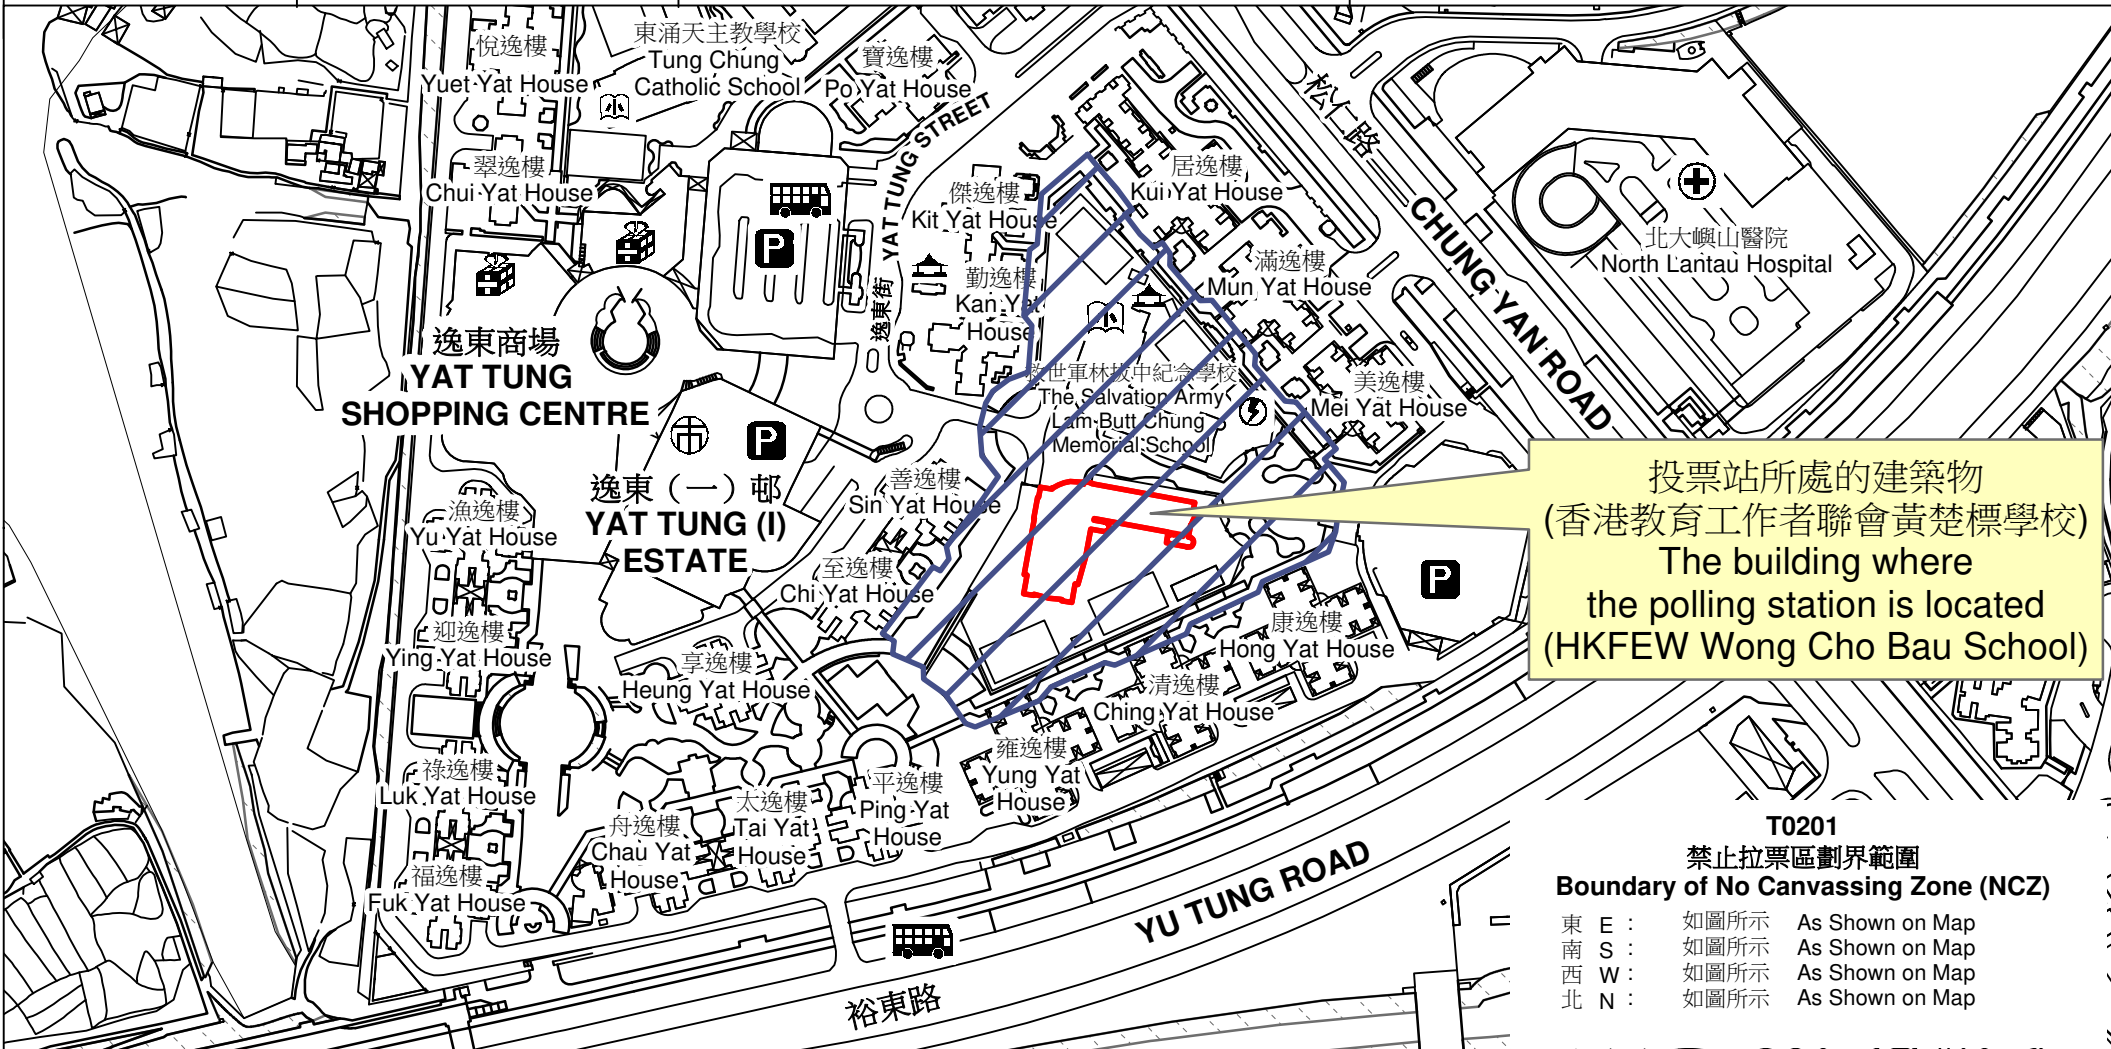 悅逸樓
Yuet Yat House
東涌天主教學校
Tung Chung
Catholic School
寶逸樓
Po Yat House
翠逸樓
Chui Yat House
YAT TUNG STREET
逸東街
傑逸樓
Kit Yat House
勤逸樓
Kan Yat
House
居逸樓
Kui Yat House
滿逸樓
Mun Yat House
美逸樓
Mei Yat House
松仁路
CHUNG YAN ROAD
北大嶼山醫院
North Lantau Hospital
P
逸東商場
YAT TUNG
SHOPPING CENTRE
P
逸東（一）邨
YAT TUNG (I)
ESTATE
救世軍林拔中紀念學校
The Salvation Army
Lam Butt Chung
Memorial School
善逸樓
Sin Yat House
至逸樓
Chi Yat House
漁逸樓
Yu Yat House
迎逸樓
Ying Yat House
享逸樓
Heung Yat House
祿逸樓
Luk Yat House
福逸樓
Fuk Yat House
舟逸樓
Chau Yat
House
太逸樓
Tai Yat
House
平逸樓
Ping Yat
House
雍逸樓
Yung Yat
House
清逸樓
Ching Yat House
康逸樓
Hong Yat House
P
投票站所處的建築物
(香港教育工作者聯會黃楚標學校)
The building where
the polling station is located
(HKFEW Wong Cho Bau School)
YU TUNG ROAD
裕東路
T0201
禁止拉票區劃界範圍
Boundary of No Canvassing Zone (NCZ)
東 E : 如圖所示 As Shown on Map
南 S : 如圖所示 As Shown on Map
西 W : 如圖所示 As Shown on Map
北 N : 如圖所示 As Shown on Map